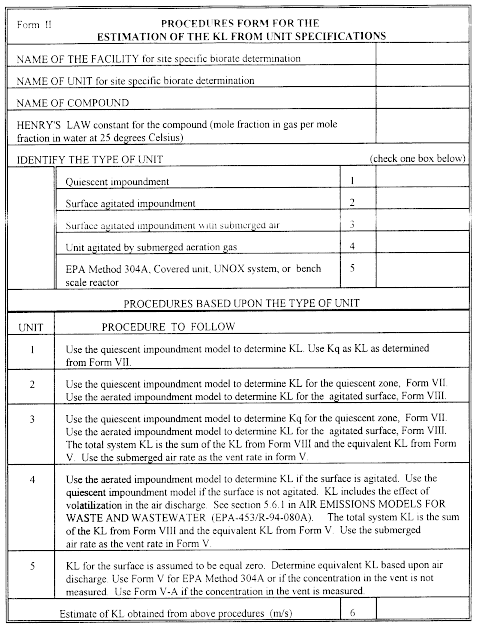 Form II
PROCEDURES FORM FOR THE
ESTIMATION OF THE KL FROM UNIT SPECIFICATIONS
NAME OF THE FACILITY for site specific biorate determination
NAME OF UNIT for site specific biorate determination
NAME OF COMPOUND
HENRY'S LAW constant for the compound (mole fraction in gas per mole
fraction in water at 25 degrees Celsius)
IDENTIFY THE TYPE OF UNIT (check one box below)
Quiescent impoundment 1
Surface agitated impoundment 2
Surface agitated impoundment with submerged air 3
Unit agitated by submerged aeration gas 4
EPA Method 304A, Covered unit, UNOX system, or bench 5
scale reactor
PROCEDURES BASED UPON THE TYPE OF UNIT
UNIT PROCEDURE TO FOLLOW
1 Use the quiescent impoundment model to determine KL. Use Kq as KL as determined
from Form VII.
2 Use the quiescent impoundment model to determine KL for the quiescent zone, Form VII.
Use the aerated impoundment model to determine KL for the agitated surface, Form VIII.
3 Use the quiescent impoundment model to determine Kq for the quiescent zone, Form VII.
Use the aerated impoundment model to determine KL for the agitated surface, Form VIII.
The total system KL is the sum of the KL from Form VIII and the equivalent KL from Form
V. Use the submerged air rate as the vent rate in form V.
4 Use the aerated impoundment model to determine KL if the surface is agitated. Use the
quiescent impoundment model if the surface is not agitated. KL includes the effect of
volatilization in the air discharge. See section 5.6.1 in AIR EMISSIONS MODELS FOR
WASTE AND WASTEWATER (EPA-453/R-94-080A). The total system KL is the sum
of the KL from Form VIII and the equivalent KL from Form V. Use the submerged
air rate as the vent rate in Form V.
5 KL for the surface is assumed to be equal zero. Determine equivalent KL based upon air
discharge. Use Form V for EPA Method 304A or if the concentration in the vent is not
measured. Use Form V-A if the concentration in the vent is measured.
Estimate of KL obtained from above procedures (m/s) 6